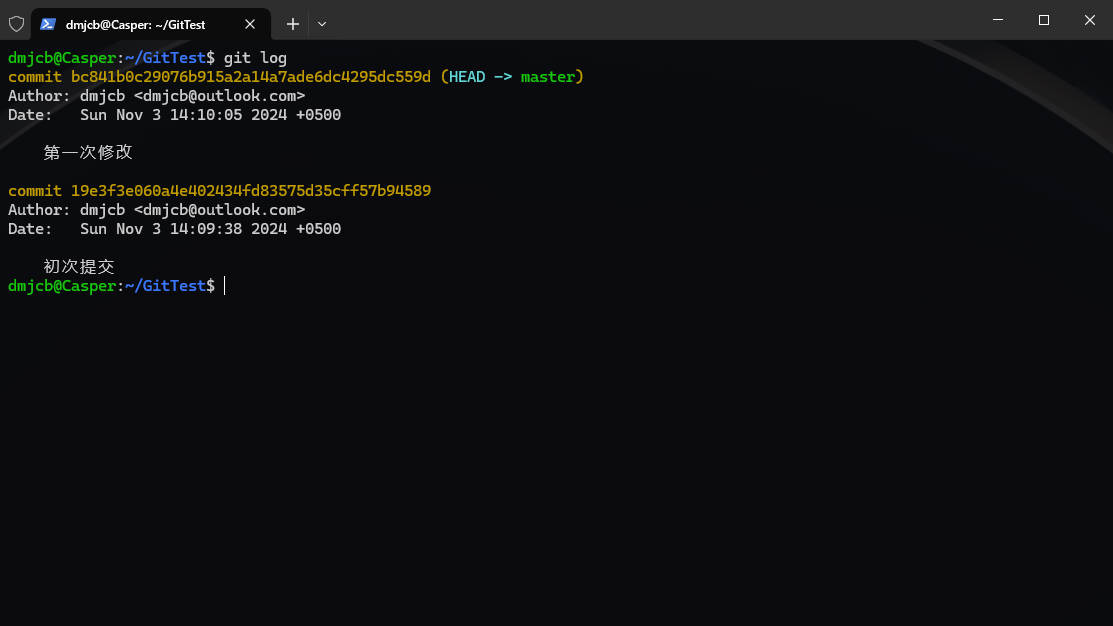 dmjcb@Casper: ~/GitTest
dmjcb@Casper:~/GitTest$ git log
commit bc841b0c29076b915a2a14a7ade6dc4295dc559d (HEAD -> master)
Author: dmjcb <dmjcb@outlook.com>
Date:   Sun Nov 3 14:10:05 2024 +0500
    第一次修改
commit 19e3f3e060a4e402434fd83575d35cff57b94589
Author: dmjcb <dmjcb@outlook.com>
Date:   Sun Nov 3 14:09:38 2024 +0500
    初次提交
dmjcb@Casper:~/GitTest$